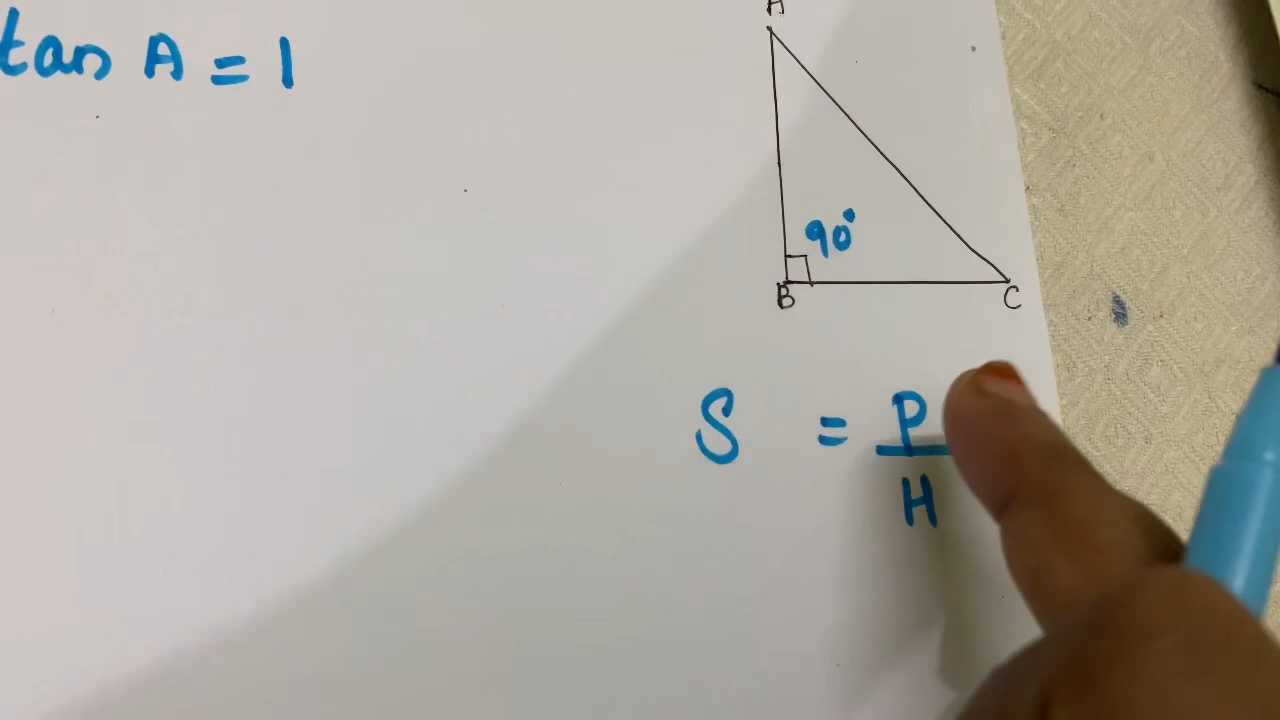 tan A = 1
A
90°
B C
S = P
H